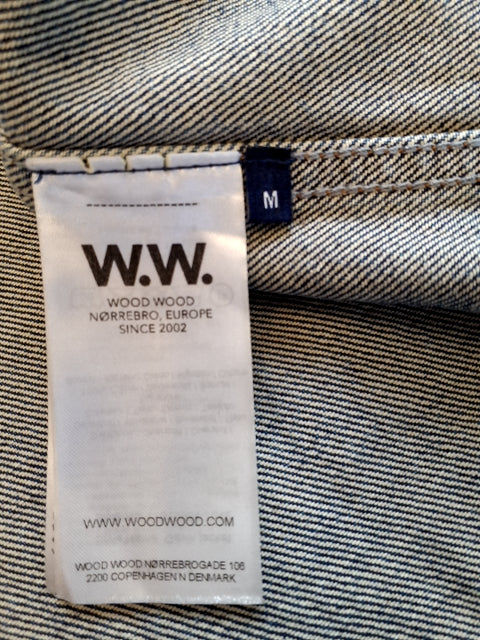 M
W.W.
WOOD WOOD
NØRREBRO, EUROPE
SINCE 2002
WWW.WOODWOOD.COM
WOOD WOOD NØRREBROGADE 106
2200 COPENHAGEN N DENMARK